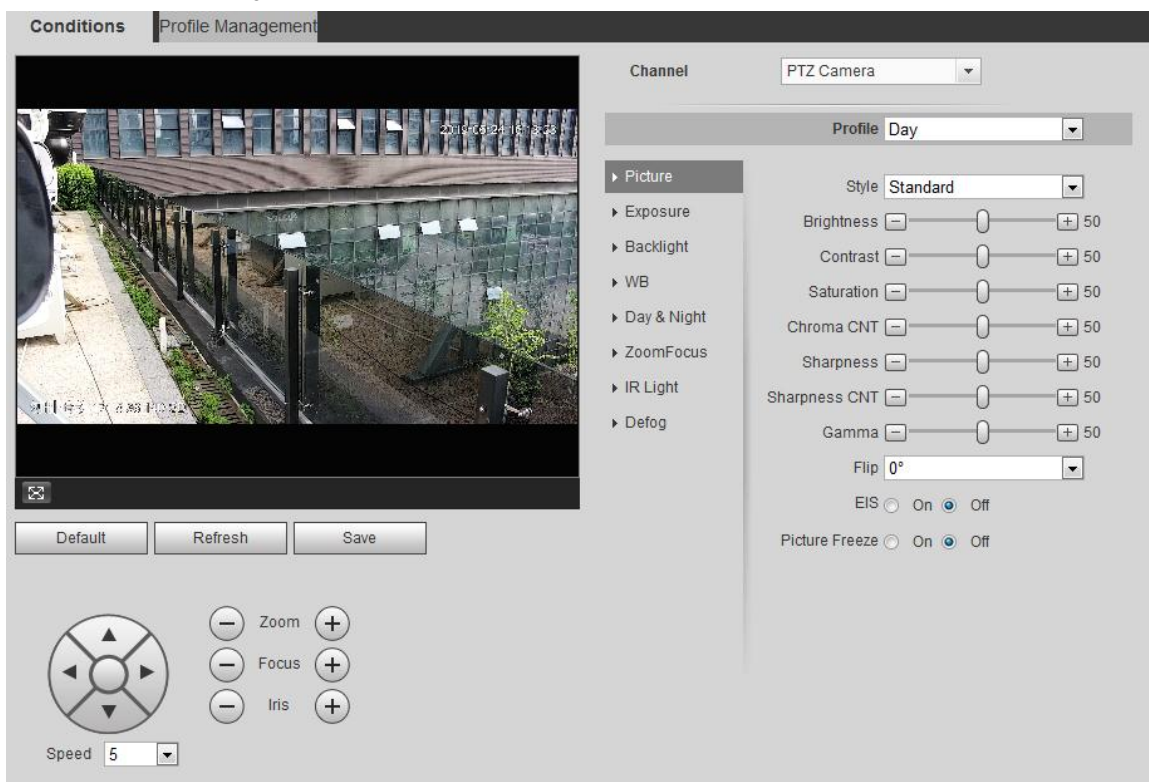 Conditions Profile Management
Channel PTZ Camera
Profile Day
Picture
Exposure
Backlight
WB
Day & Night
ZoomFocus
IR Light
Defog
Style Standard
Brightness 50
Contrast 50
Saturation 50
Chroma CNT 50
Sharpness 50
Sharpness CNT 50
Gamma 50
Flip 0°
EIS On Off
Picture Freeze On Off
Default Refresh Save
Zoom
Focus
Iris
Speed 5